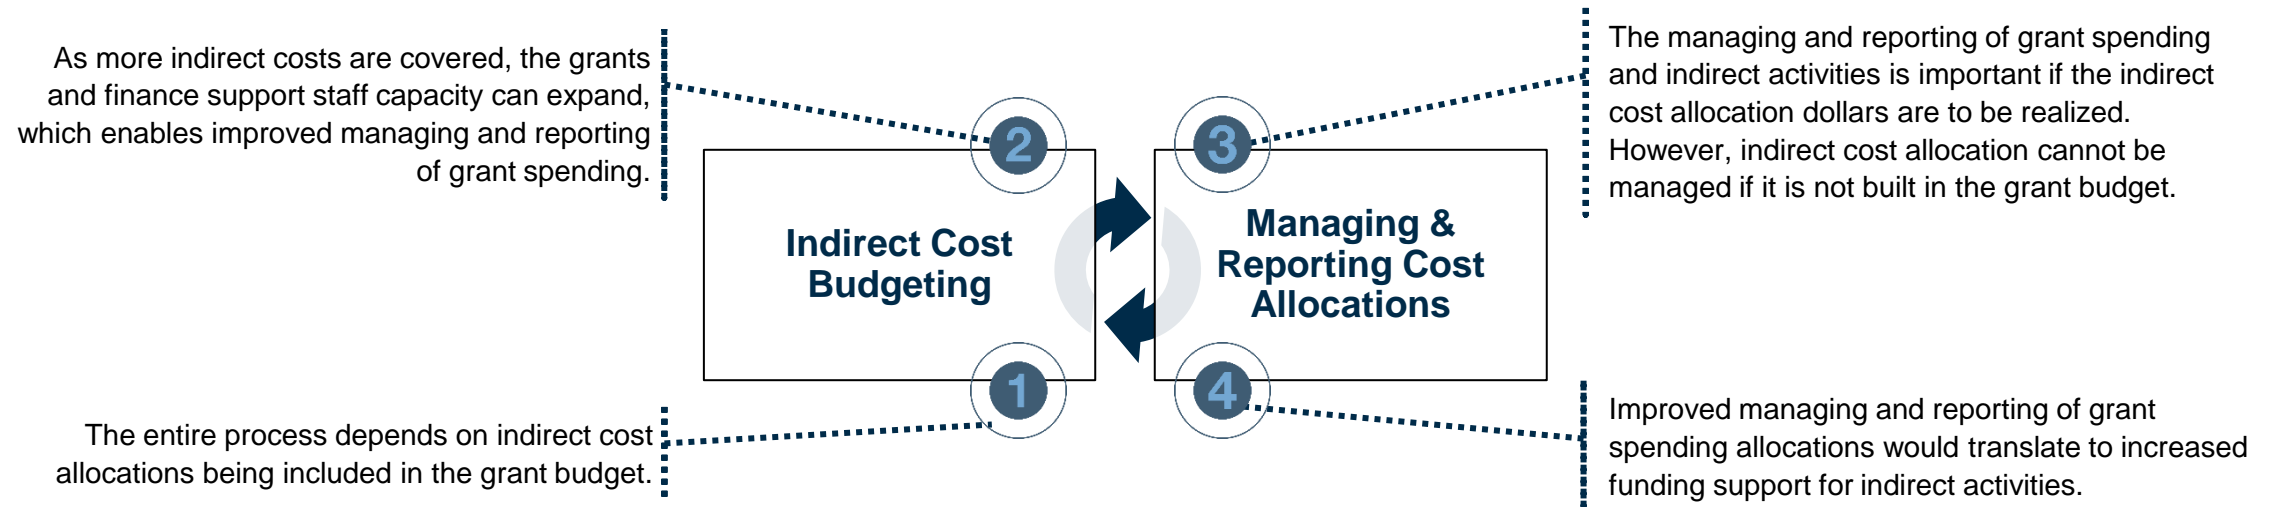 As more indirect costs are covered, the grants
and finance support staff capacity can expand,
which enables improved managing and reporting
of grant spending.
2
3
The managing and reporting of grant spending
and indirect activities is important if the indirect
cost allocation dollars are to be realized.
However, indirect cost allocation cannot be
managed if it is not built in the grant budget.
Indirect Cost
Budgeting
Managing &
Reporting Cost
Allocations
1
4
The entire process depends on indirect cost
allocations being included in the grant budget.
Improved managing and reporting of grant
spending allocations would translate to increased
funding support for indirect activities.